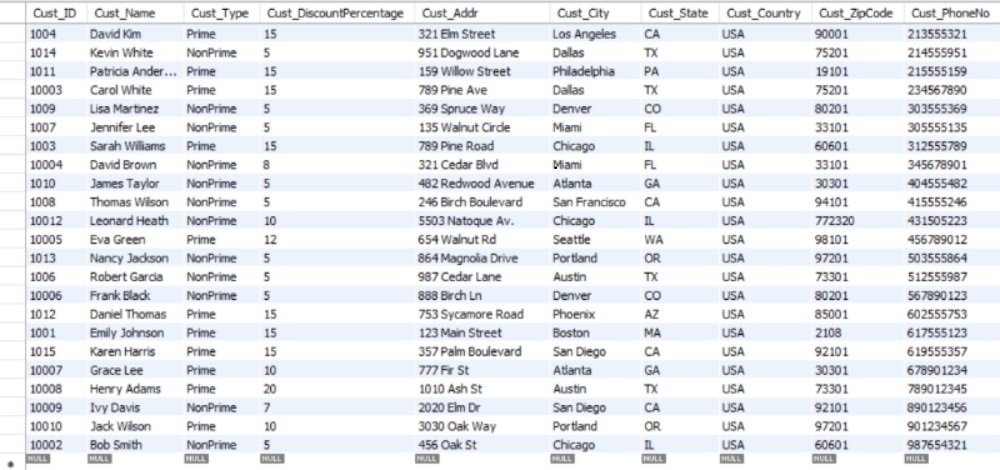 Cust_ID Cust_Name Cust_Type Cust_DiscountPercentage Cust_Addr Cust_City Cust_State Cust_Country Cust_ZipCode Cust_PhoneNo
1004 David Kim Prime 15 321 Elm Street Los Angeles CA USA 90001 213555321
1014 Kevin White NonPrime 5 951 Dogwood Lane Dallas TX USA 75201 214555951
1011 Patricia Ander... Prime 15 159 Willow Street Philadelphia PA USA 19101 215555159
10003 Carol White Prime 15 789 Pine Ave Dallas TX USA 75201 234567890
1009 Lisa Martinez NonPrime 5 369 Spruce Way Denver CO USA 80201 303555369
1007 Jennifer Lee NonPrime 5 135 Walnut Circle Miami FL USA 33101 305555135
1003 Sarah Williams Prime 15 789 Pine Road Chicago IL USA 60601 312555789
10004 David Brown NonPrime 8 321 Cedar Blvd Miami FL USA 33101 345678901
1010 James Taylor NonPrime 5 482 Redwood Avenue Atlanta GA USA 30301 404555482
1008 Thomas Wilson NonPrime 5 246 Birch Boulevard San Francisco CA USA 94101 415555246
10012 Leonard Heath NonPrime 10 5503 Natoque Av. Chicago IL USA 772320 431505223
10005 Eva Green Prime 12 654 Walnut Rd Seattle WA USA 98101 456789012
1013 Nancy Jackson NonPrime 5 864 Magnolia Drive Portland OR USA 97201 503555864
1006 Robert Garcia NonPrime 5 987 Cedar Lane Austin TX USA 73301 512555987
10006 Frank Black NonPrime 5 888 Birch Ln Denver CO USA 80201 567890123
1012 Daniel Thomas Prime 15 753 Sycamore Road Phoenix AZ USA 85001 602555753
1001 Emily Johnson Prime 15 123 Main Street Boston MA USA 2108 617555123
1015 Karen Harris Prime 15 357 Palm Boulevard San Diego CA USA 92101 619555357
10007 Grace Lee Prime 10 777 Fir St Atlanta GA USA 30301 678901234
10008 Henry Adams Prime 20 1010 Ash St Austin TX USA 73301 789012345
10009 Ivy Davis NonPrime 7 2020 Elm Dr San Diego CA USA 92101 890123456
10010 Jack Wilson Prime 10 3030 Oak Way Portland OR USA 97201 901234567
10002 Bob Smith NonPrime 5 456 Oak St Chicago IL USA 60601 987654321
NULL NULL NULL NULL NULL NULL NULL NULL NULL NULL